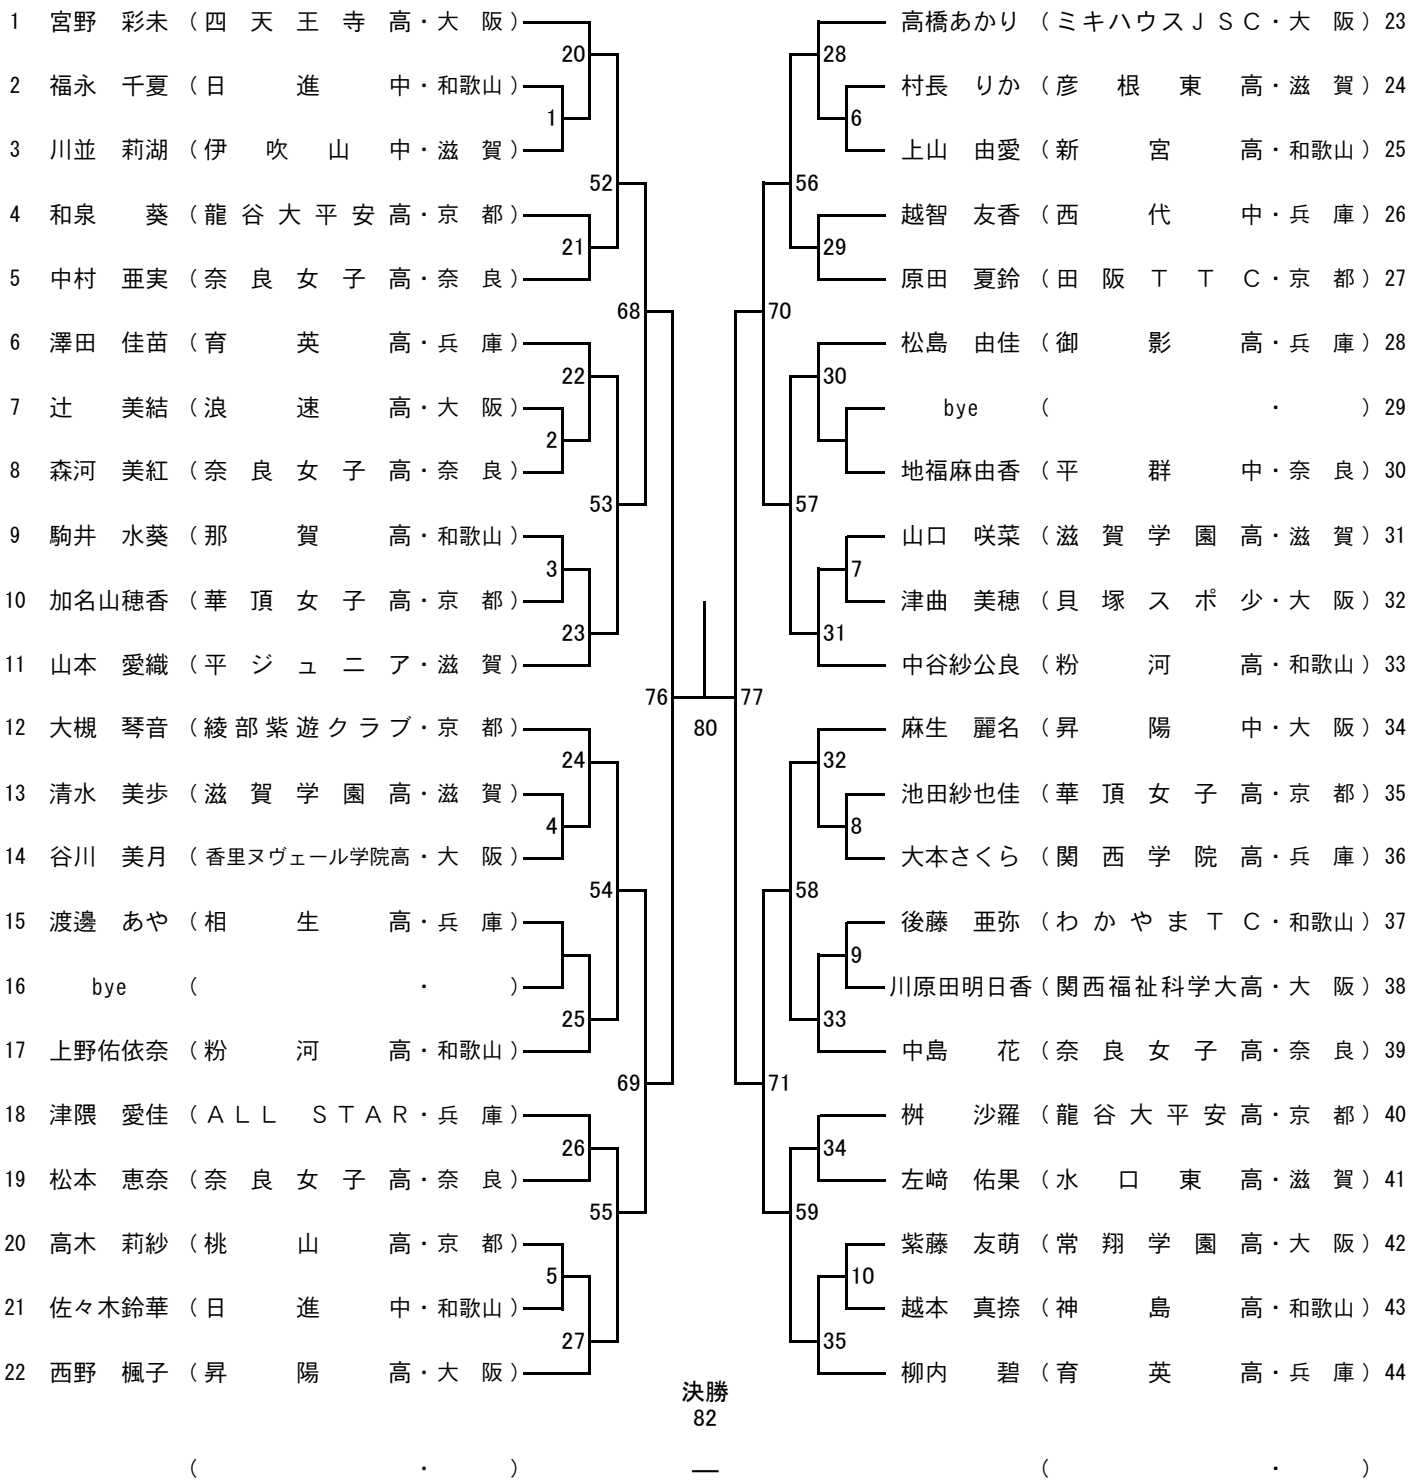 1 宮野 彩未 (四天王寺高・大阪)
20
2 福永 千夏 (日進中・和歌山)
1
3 川並 莉湖 (伊吹山中・滋賀)
52
4 和泉 葵 (龍谷大平安高・京都)
21
5 中村 亜実 (奈良女子高・奈良)
68
6 澤田 佳苗 (育英高・兵庫)
22
7 辻 美結 (浪速高・大阪)
2
8 森河 美紅 (奈良女子高・奈良)
53
9 駒井 水葵 (那賀高・和歌山)
3
10 加名山穂香 (華頂女子高・京都)
23
11 山本 愛織 (平ジュニア・滋賀)
76
12 大槻 琴音 (綾部紫遊クラブ・京都)
24
13 清水 美歩 (滋賀学園高・滋賀)
4
14 谷川 美月 (香里ヌヴェール学院高・大阪)
54
15 渡邊 あや (相生高・兵庫)
16 bye ( ・ )
25
17 上野佑依奈 (粉河高・和歌山)
69
18 津隈 愛佳 (ALL STAR・兵庫)
26
19 松本 恵奈 (奈良女子高・奈良)
55
20 高木 莉紗 (桃山高・京都)
5
21 佐々木鈴華 (日進中・和歌山)
27
22 西野 楓子 (昇陽高・大阪)
80
高橋あかり (ミキハウスJSC・大阪) 23
28
村長 りか (彦根東高・滋賀) 24
6
上山 由愛 (新宮高・和歌山) 25
56
越智 友香 (西代中・兵庫) 26
29
原田 夏鈴 (田阪TTC・京都) 27
70
松島 由佳 (御影高・兵庫) 28
30
bye ( ・ ) 29
地福麻由香 (平群中・奈良) 30
57
山口 咲菜 (滋賀学園高・滋賀) 31
7
津曲 美穂 (貝塚スポ少・大阪) 32
31
中谷紗公良 (粉河高・和歌山) 33
77
麻生 麗名 (昇陽中・大阪) 34
32
池田紗也佳 (華頂女子高・京都) 35
8
大本さくら (関西学院高・兵庫) 36
58
後藤 亜弥 (わかやまTC・和歌山) 37
9
川原田明日香 (関西福祉科学大高・大阪) 38
33
中島 花 (奈良女子高・奈良) 39
71
桝 沙羅 (龍谷大平安高・京都) 40
34
左﨑 佑果 (水口東高・滋賀) 41
59
紫藤 友萌 (常翔学園高・大阪) 42
10
越本 真捺 (神島高・和歌山) 43
35
柳内 碧 (育英高・兵庫) 44
決勝
82
( ・ ) — ( ・ )